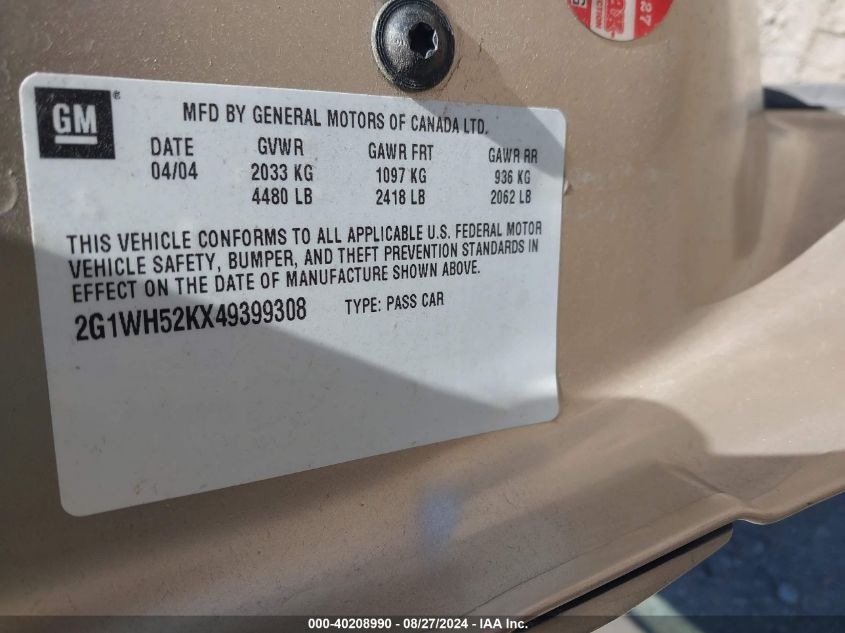 27
GM ®
MFD BY GENERAL MOTORS OF CANADA LTD.
DATE GVWR GAWR FRT GAWR RR
04/04 2033 KG 1097 KG 936 KG
4480 LB 2418 LB 2062 LB
THIS VEHICLE CONFORMS TO ALL APPLICABLE U.S. FEDERAL MOTOR
VEHICLE SAFETY, BUMPER, AND THEFT PREVENTION STANDARDS IN
EFFECT ON THE DATE OF MANUFACTURE SHOWN ABOVE.
2G1WH52KX49399308 TYPE: PASS CAR
000-40208990 - 08/27/2024 - IAA Inc.